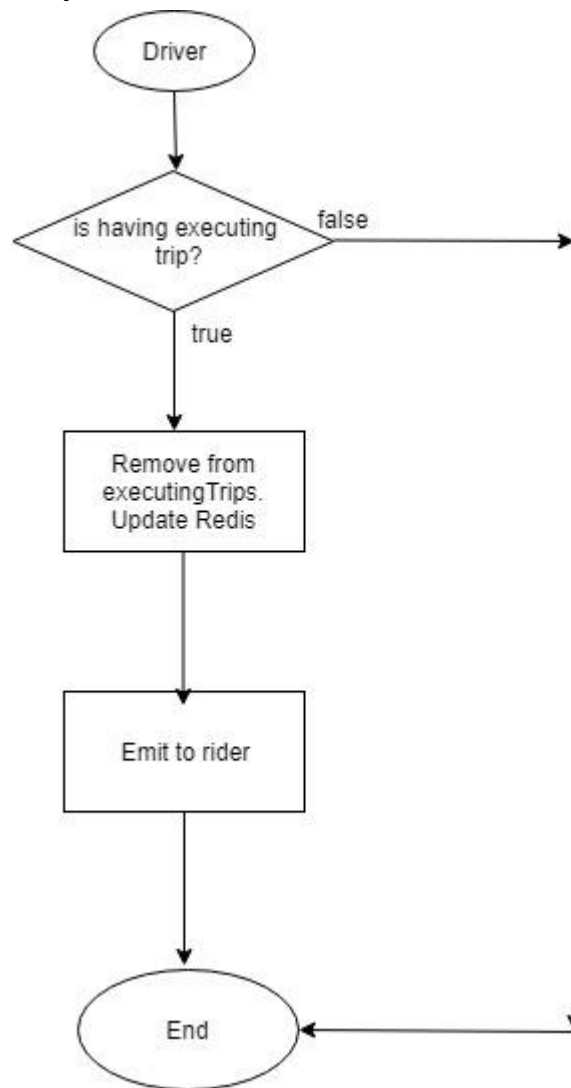 Driver
is having executing
trip?
false
true
Remove from
executingTrips.
Update Redis
Emit to rider
End